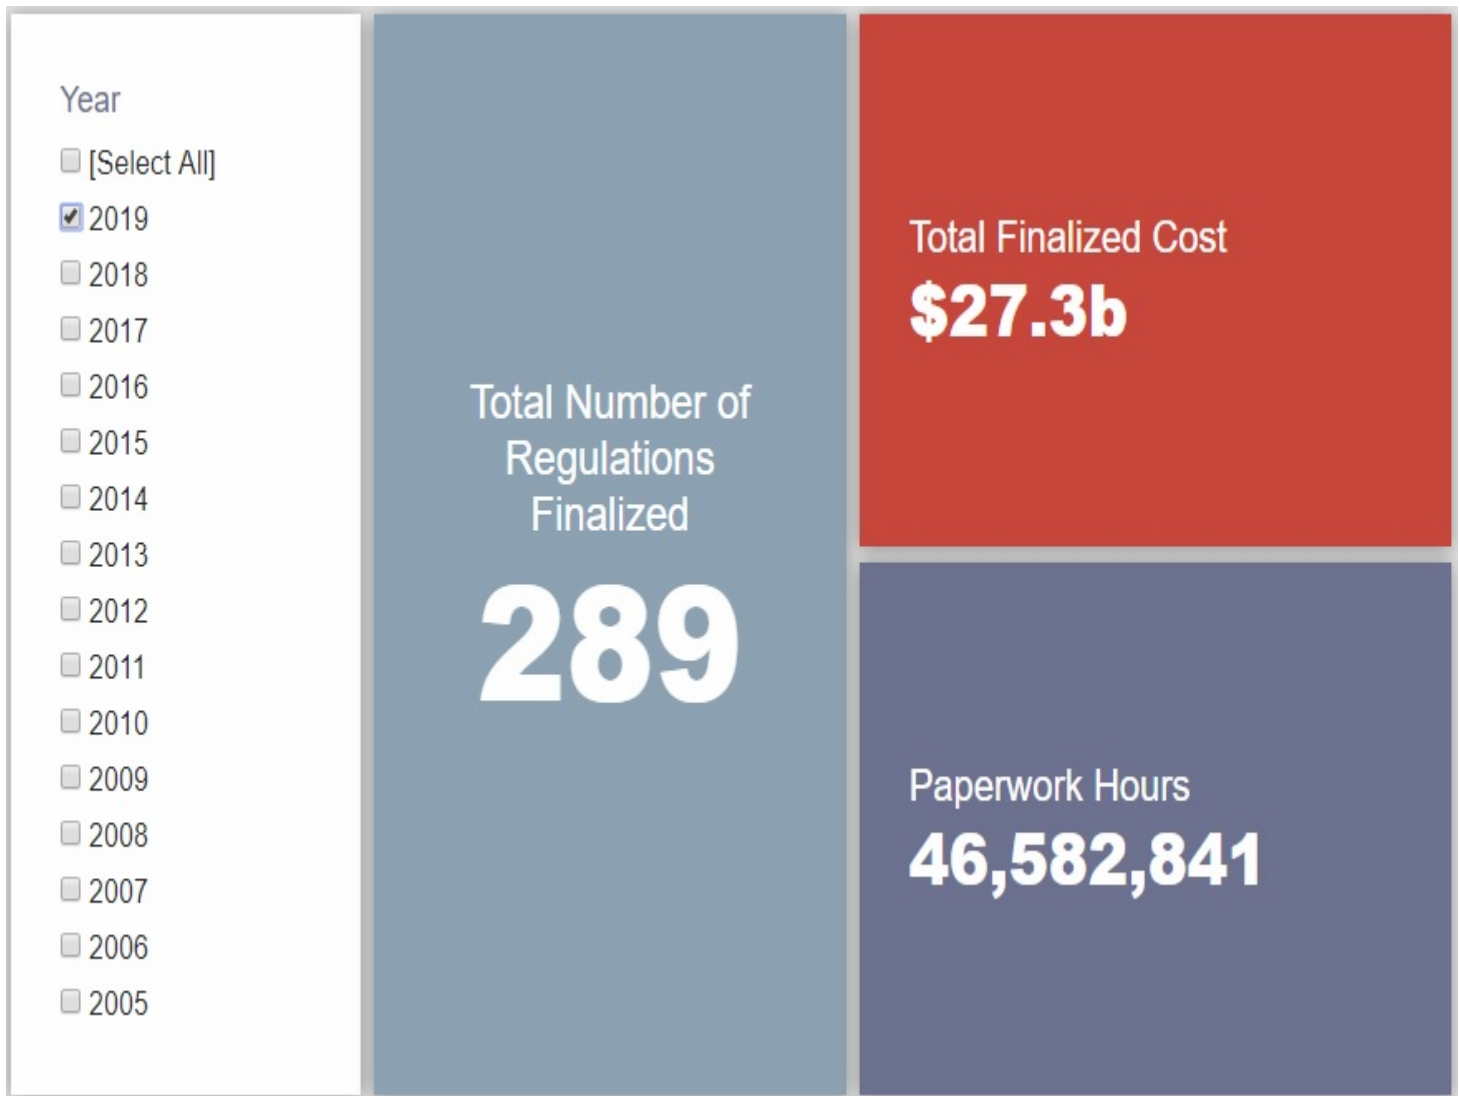 Year
[Select All]
2019
2018
2017
2016
2015
2014
2013
2012
2011
2010
2009
2008
2007
2006
2005
Total Number of
Regulations
Finalized
289
Total Finalized Cost
$27.3b
Paperwork Hours
46,582,841